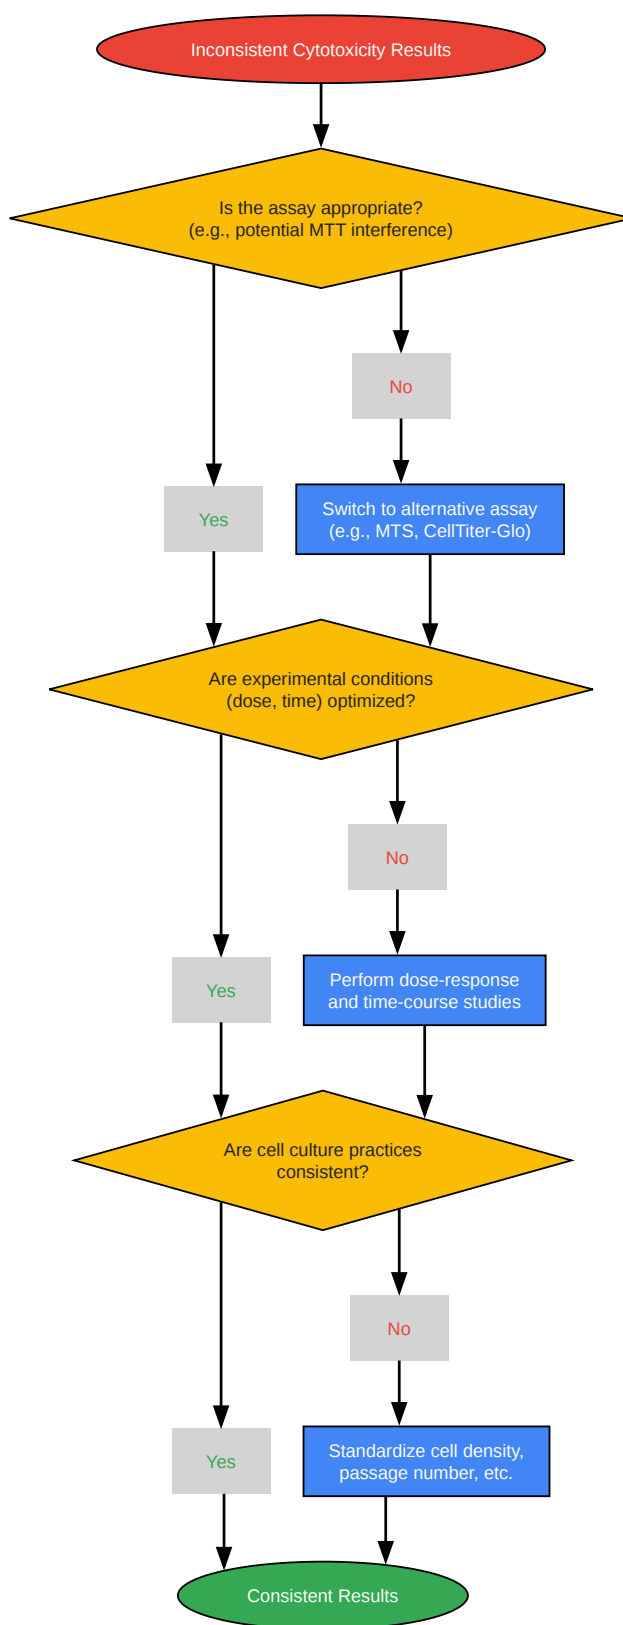 Inconsistent Cytotoxicity Results
Is the assay appropriate?
(e.g., potential MTT interference)
No
Yes
Switch to alternative assay
(e.g., MTS, CellTiter-Glo)
Are experimental conditions
(dose, time) optimized?
No
Yes
Perform dose-response
and time-course studies
Are cell culture practices
consistent?
No
Yes
Standardize cell density,
passage number, etc.
Consistent Results